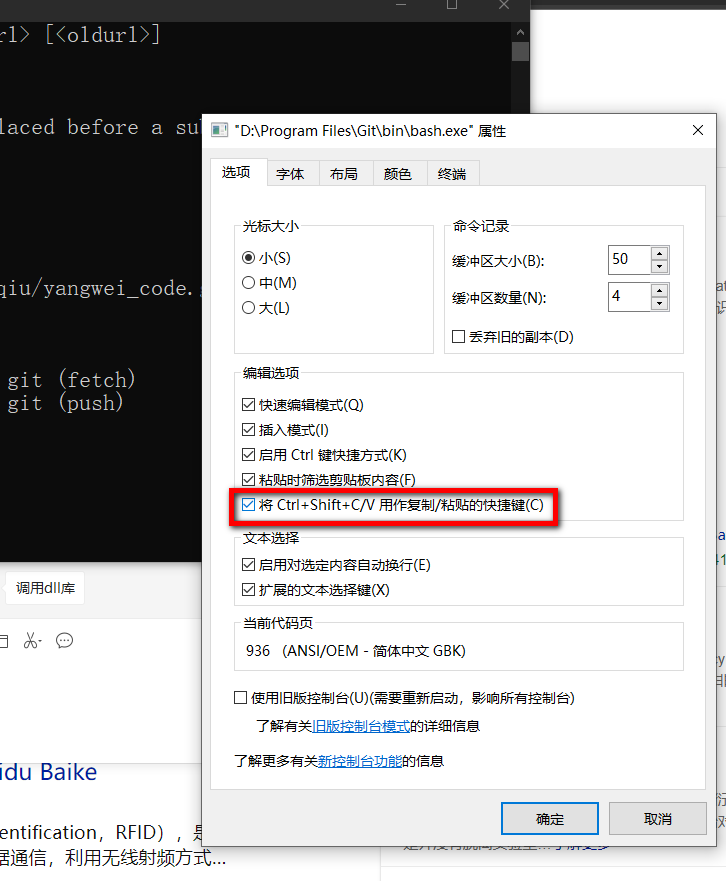 rl> [<oldurl>]
laced before a su
"D:\Program Files\Git\bin\bash.exe" 属性
选项 字体 布局 颜色 终端
光标大小
小(S)
中(M)
大(L)
命令记录
缓冲区大小(B): 50
缓冲区数量(N): 4
丢弃旧的副本(D)
qiu/yangwei_code.
git (fetch)
git (push)
编辑选项
快速编辑模式(Q)
插入模式(I)
启用 Ctrl 键快捷方式(K)
粘贴时筛选剪贴板内容(F)
将 Ctrl+Shift+C/V 用作复制/粘贴的快捷键(C)
文本选择
启用对选定内容自动换行(E)
扩展的文本选择键(X)
调用dll库
当前代码页
936 （ANSI/OEM - 简体中文 GBK)
使用旧版控制台(U)(需要重新启动，影响所有控制台)
了解有关旧版控制台模式的详细信息
了解更多有关新控制台功能的信息
确定 取消
idu Baike
entification，RFID），是
据通信，利用无线射频方式...